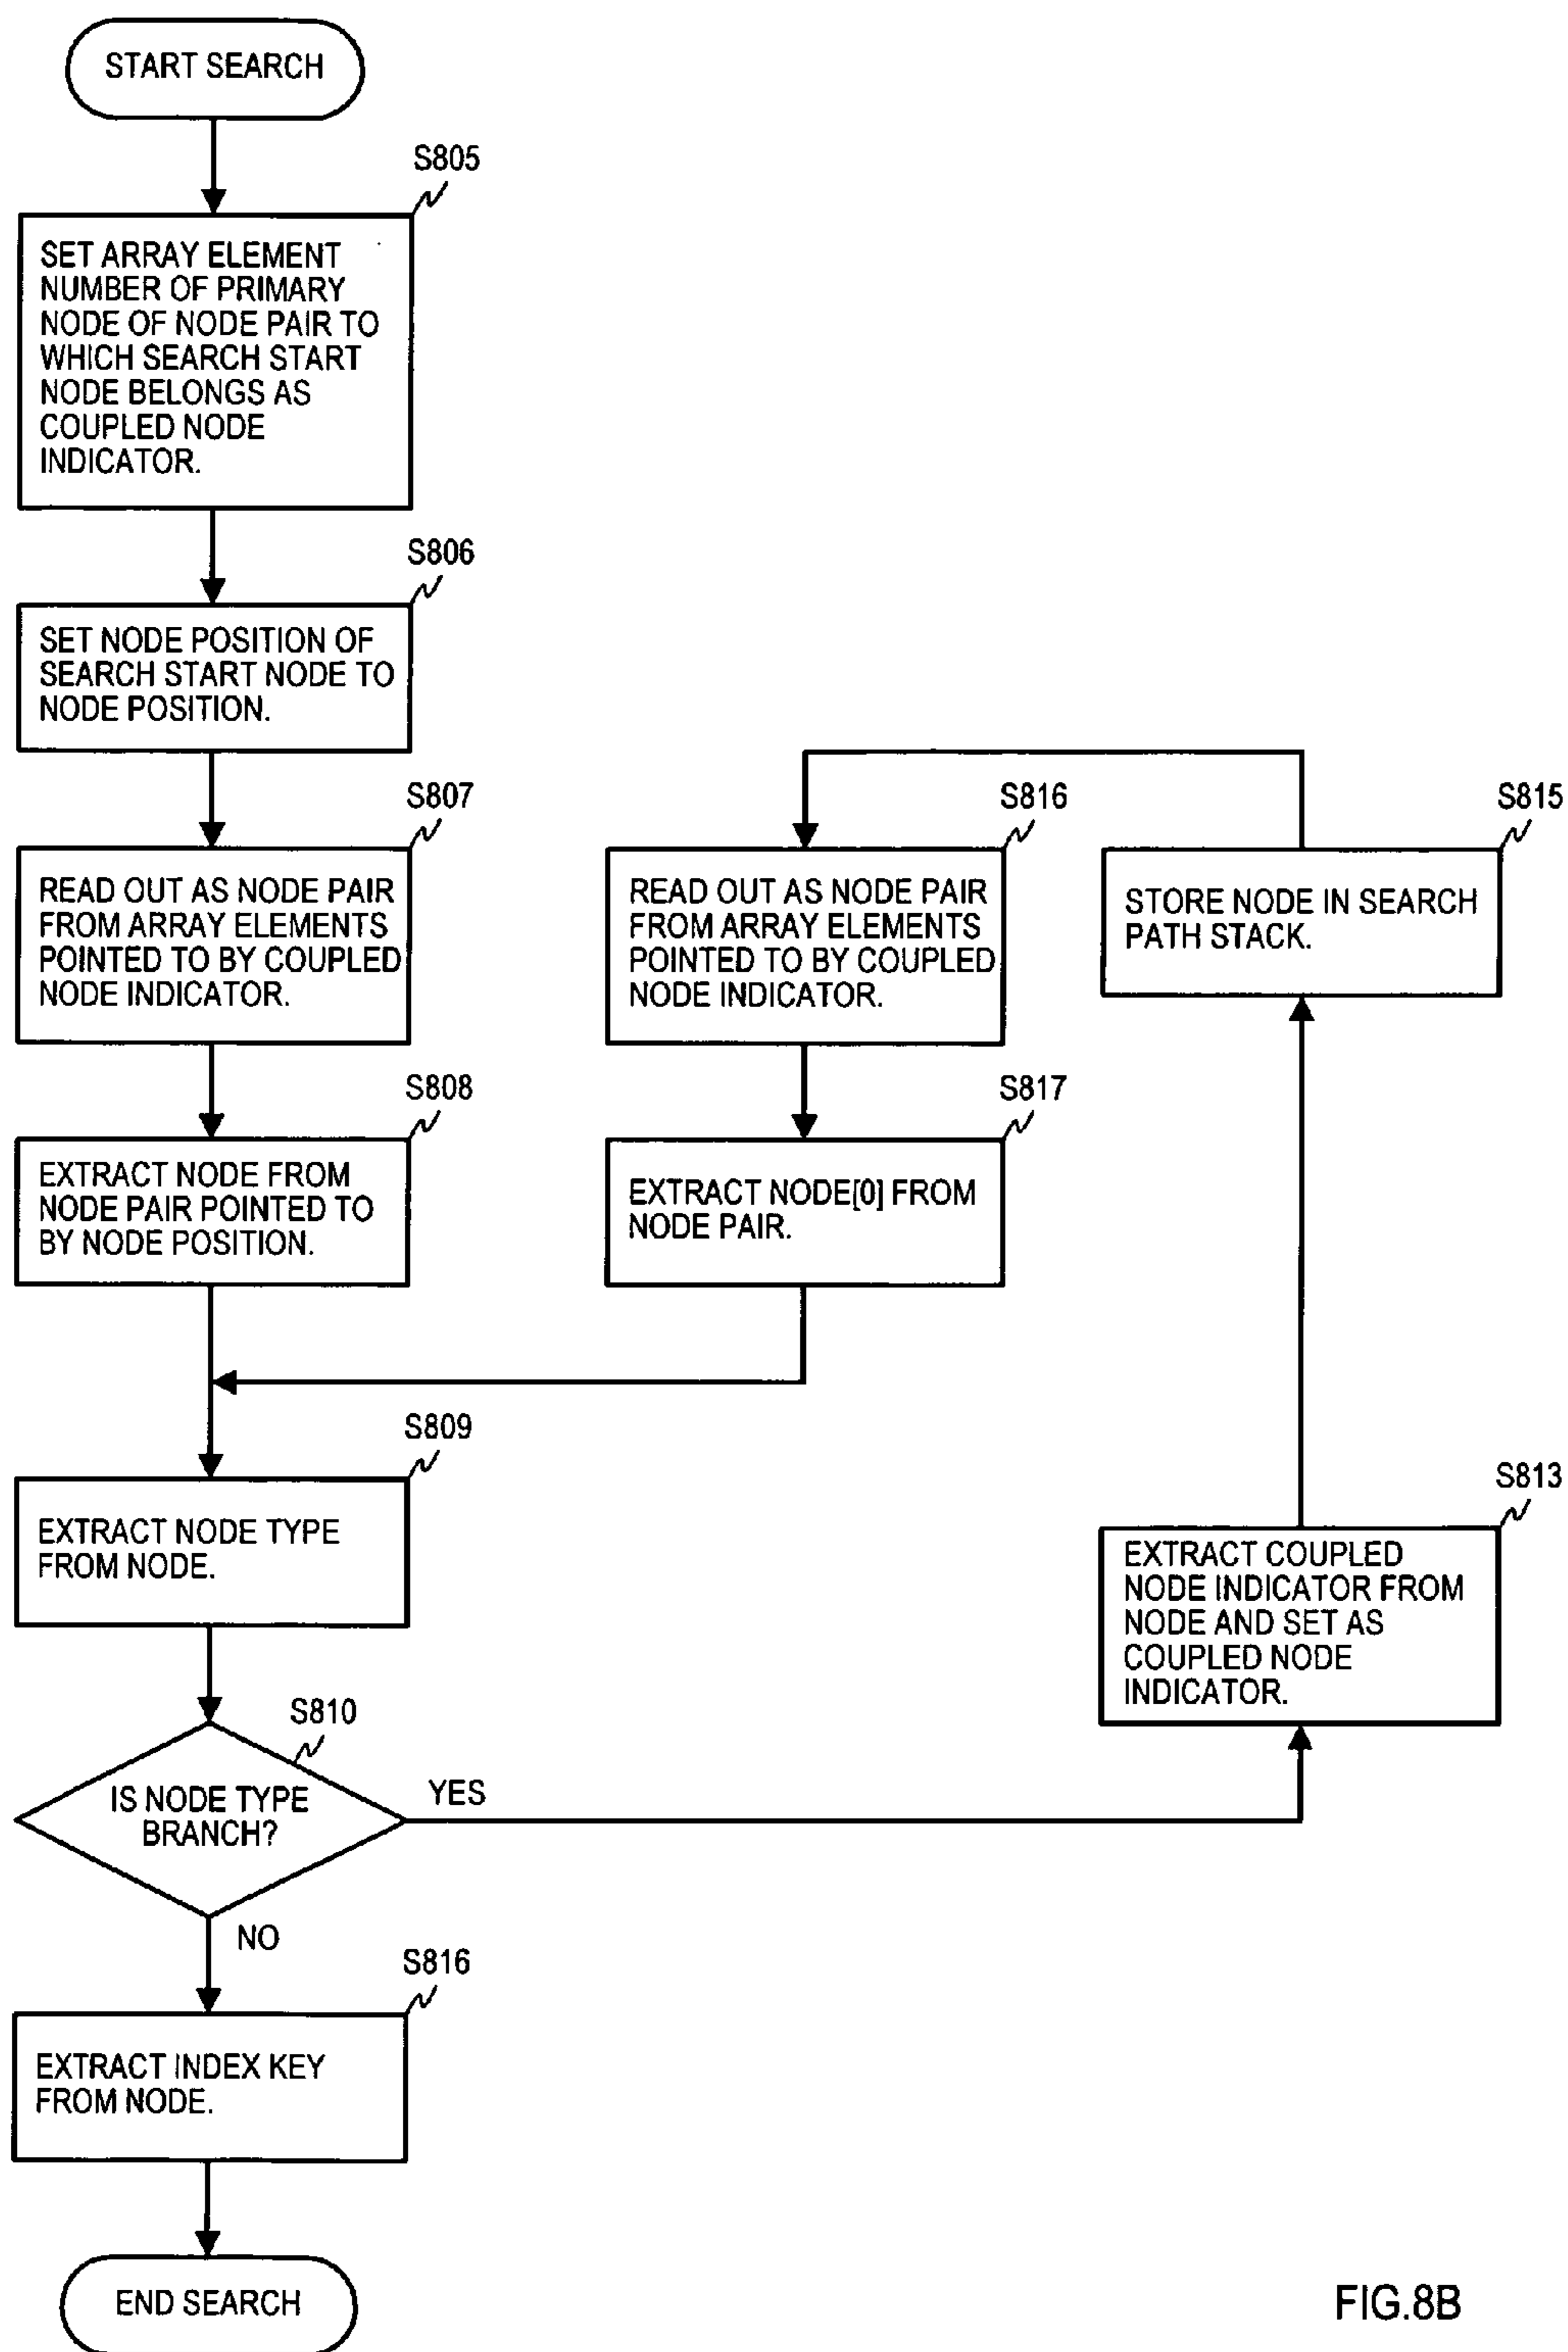 START SEARCH
S805
SET ARRAY ELEMENT
NUMBER OF PRIMARY
NODE OF NODE PAIR TO
WHICH SEARCH START
NODE BELONGS AS
COUPLED NODE
INDICATOR.
S806
SET NODE POSITION OF
SEARCH START NODE TO
NODE POSITION.
S807
READ OUT AS NODE PAIR
FROM ARRAY ELEMENTS
POINTED TO BY COUPLED
NODE INDICATOR.
S808
EXTRACT NODE FROM
NODE PAIR POINTED TO
BY NODE POSITION.
S816
READ OUT AS NODE PAIR
FROM ARRAY ELEMENTS
POINTED TO BY COUPLED
NODE INDICATOR.
S817
EXTRACT NODE[0] FROM
NODE PAIR.
S815
STORE NODE IN SEARCH
PATH STACK.
S809
EXTRACT NODE TYPE
FROM NODE.
S813
EXTRACT COUPLED
NODE INDICATOR FROM
NODE AND SET AS
COUPLED NODE
INDICATOR.
S810
IS NODE TYPE
BRANCH?
YES
NO
S816
EXTRACT INDEX KEY
FROM NODE.
END SEARCH
FIG.8B